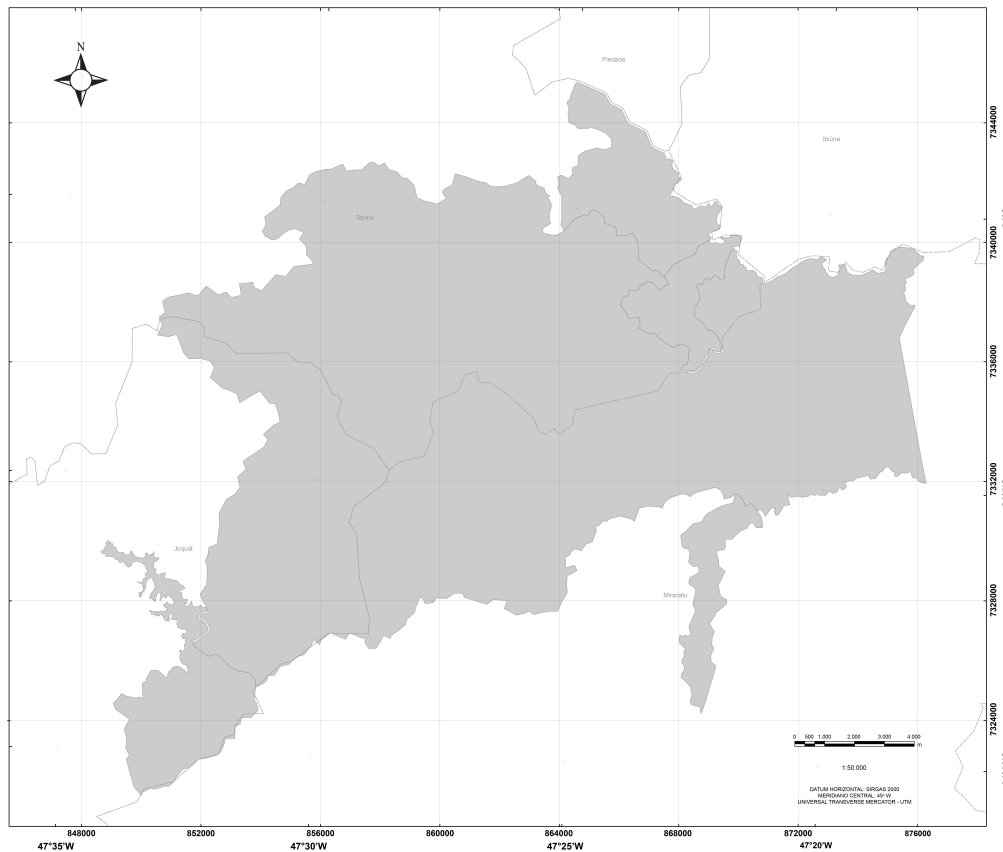 N
Piedade
Ibiúna
Tapiraí
Juquiá
Miracatu
7344000
7340000
7336000
7332000
7328000
7324000
0 500 1.000 2.000 3.000 4.000
m
1:50.000
DATUM HORIZONTAL: SIRGAS 2000
MERIDIANO CENTRAL: 45º W
UNIVERSAL TRANSVERSE MERCATOR - UTM
848000 852000 856000 860000 864000 868000 872000 876000
47°35'W 47°30'W 47°25'W 47°20'W